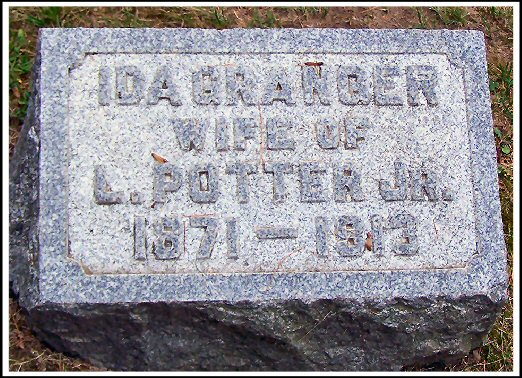 IDA GRANGER
WIFE OF
L. POTTER JR.
1871 – 1913